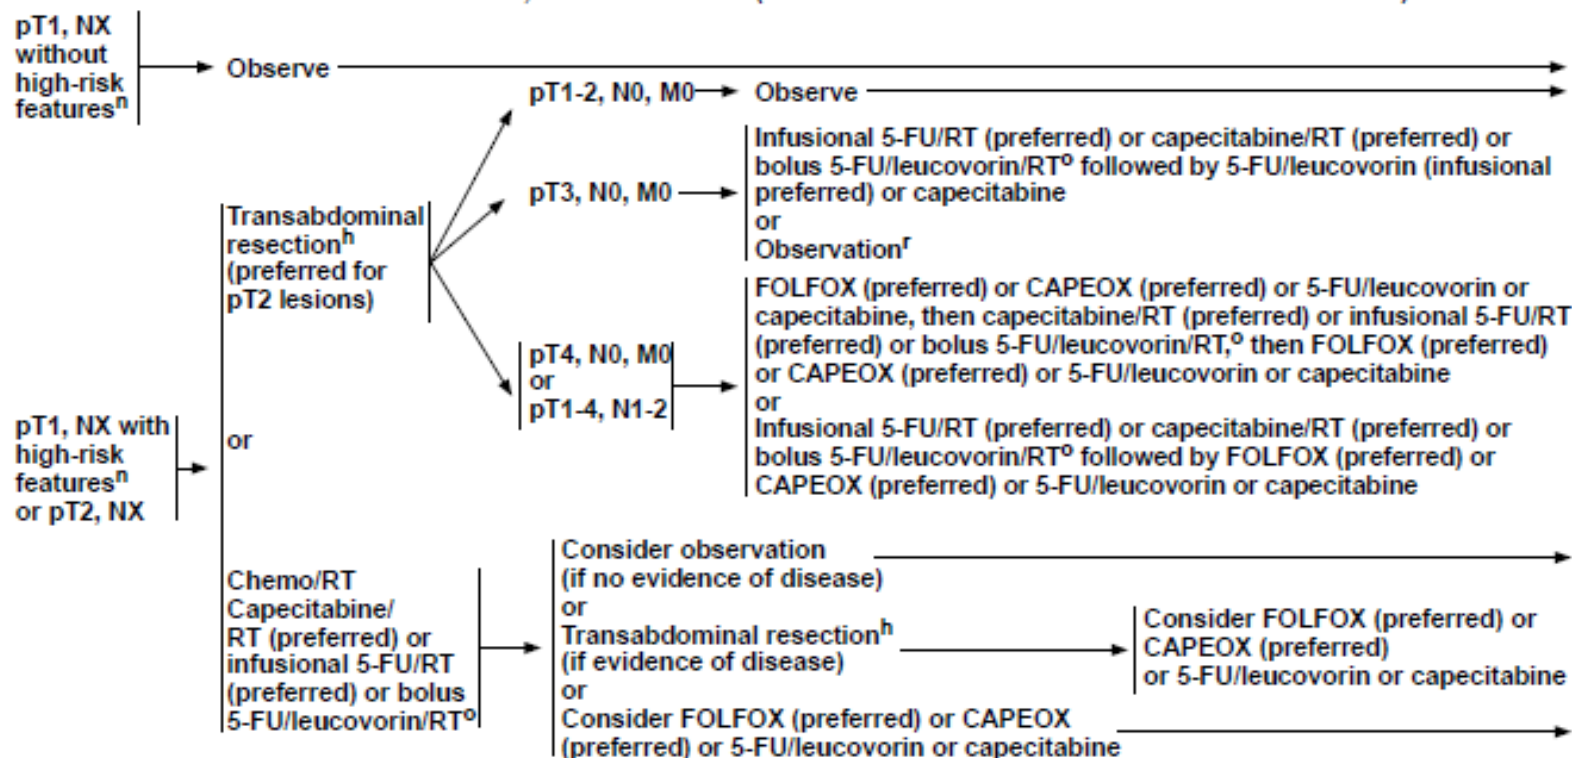 pT1, NX
without
high-risk
featuresⁿ
Observe
pT1-2, N0, M0
Observe
pT3, N0, M0
Infusional 5-FU/RT (preferred) or capecitabine/RT (preferred) or
bolus 5-FU/leucovorin/RTᵒ followed by 5-FU/leucovorin (infusional
preferred) or capecitabine
or
Observationʳ
Transabdominal
resectionʰ
(preferred for
pT2 lesions)
pT4, N0, M0
or
pT1-4, N1-2
FOLFOX (preferred) or CAPEOX (preferred) or 5-FU/leucovorin or
capecitabine, then capecitabine/RT (preferred) or infusional 5-FU/RT
(preferred) or bolus 5-FU/leucovorin/RT,ᵒ then FOLFOX (preferred)
or CAPEOX (preferred) or 5-FU/leucovorin or capecitabine
or
Infusional 5-FU/RT (preferred) or capecitabine/RT (preferred) or
bolus 5-FU/leucovorin/RTᵒ followed by FOLFOX (preferred) or
CAPEOX (preferred) or 5-FU/leucovorin or capecitabine
pT1, NX with
high-risk
featuresⁿ
or pT2, NX
or
Chemo/RT
Capecitabine/
RT (preferred) or
infusional 5-FU/RT
(preferred) or bolus
5-FU/leucovorin/RTᵒ
Consider observation
(if no evidence of disease)
or
Transabdominal resectionʰ
(if evidence of disease)
or
Consider FOLFOX (preferred) or CAPEOX
(preferred) or 5-FU/leucovorin or capecitabine
Consider FOLFOX (preferred) or
CAPEOX (preferred)
or 5-FU/leucovorin or capecitabine